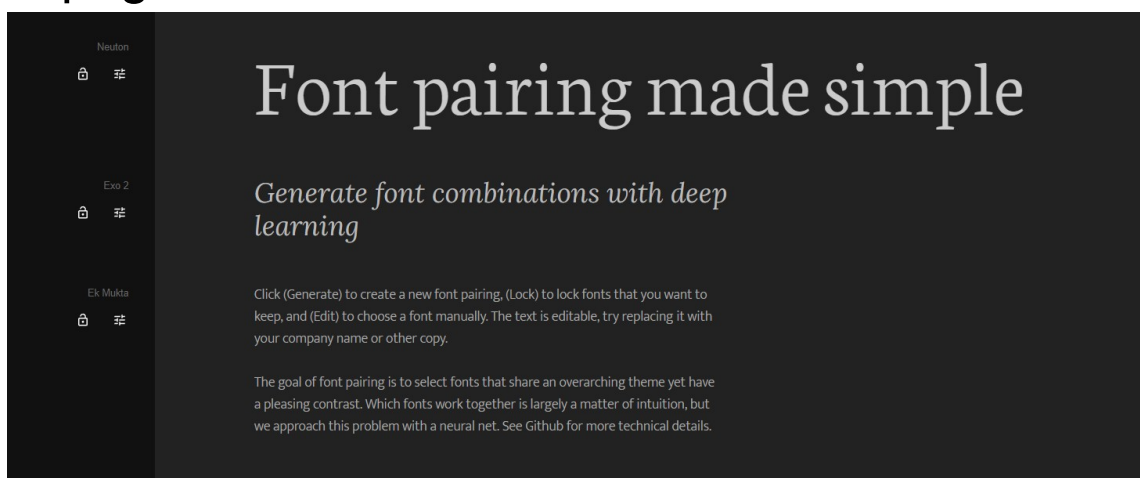 Neuton
Font pairing made simple
Exo 2
Generate font combinations with deep
learning
Ek Mukta
Click (Generate) to create a new font pairing, (Lock) to lock fonts that you want to
keep, and (Edit) to choose a font manually. The text is editable, try replacing it with
your company name or other copy.
The goal of font pairing is to select fonts that share an overarching theme yet have
a pleasing contrast. Which fonts work together is largely a matter of intuition, but
we approach this problem with a neural net. See Github for more technical details.